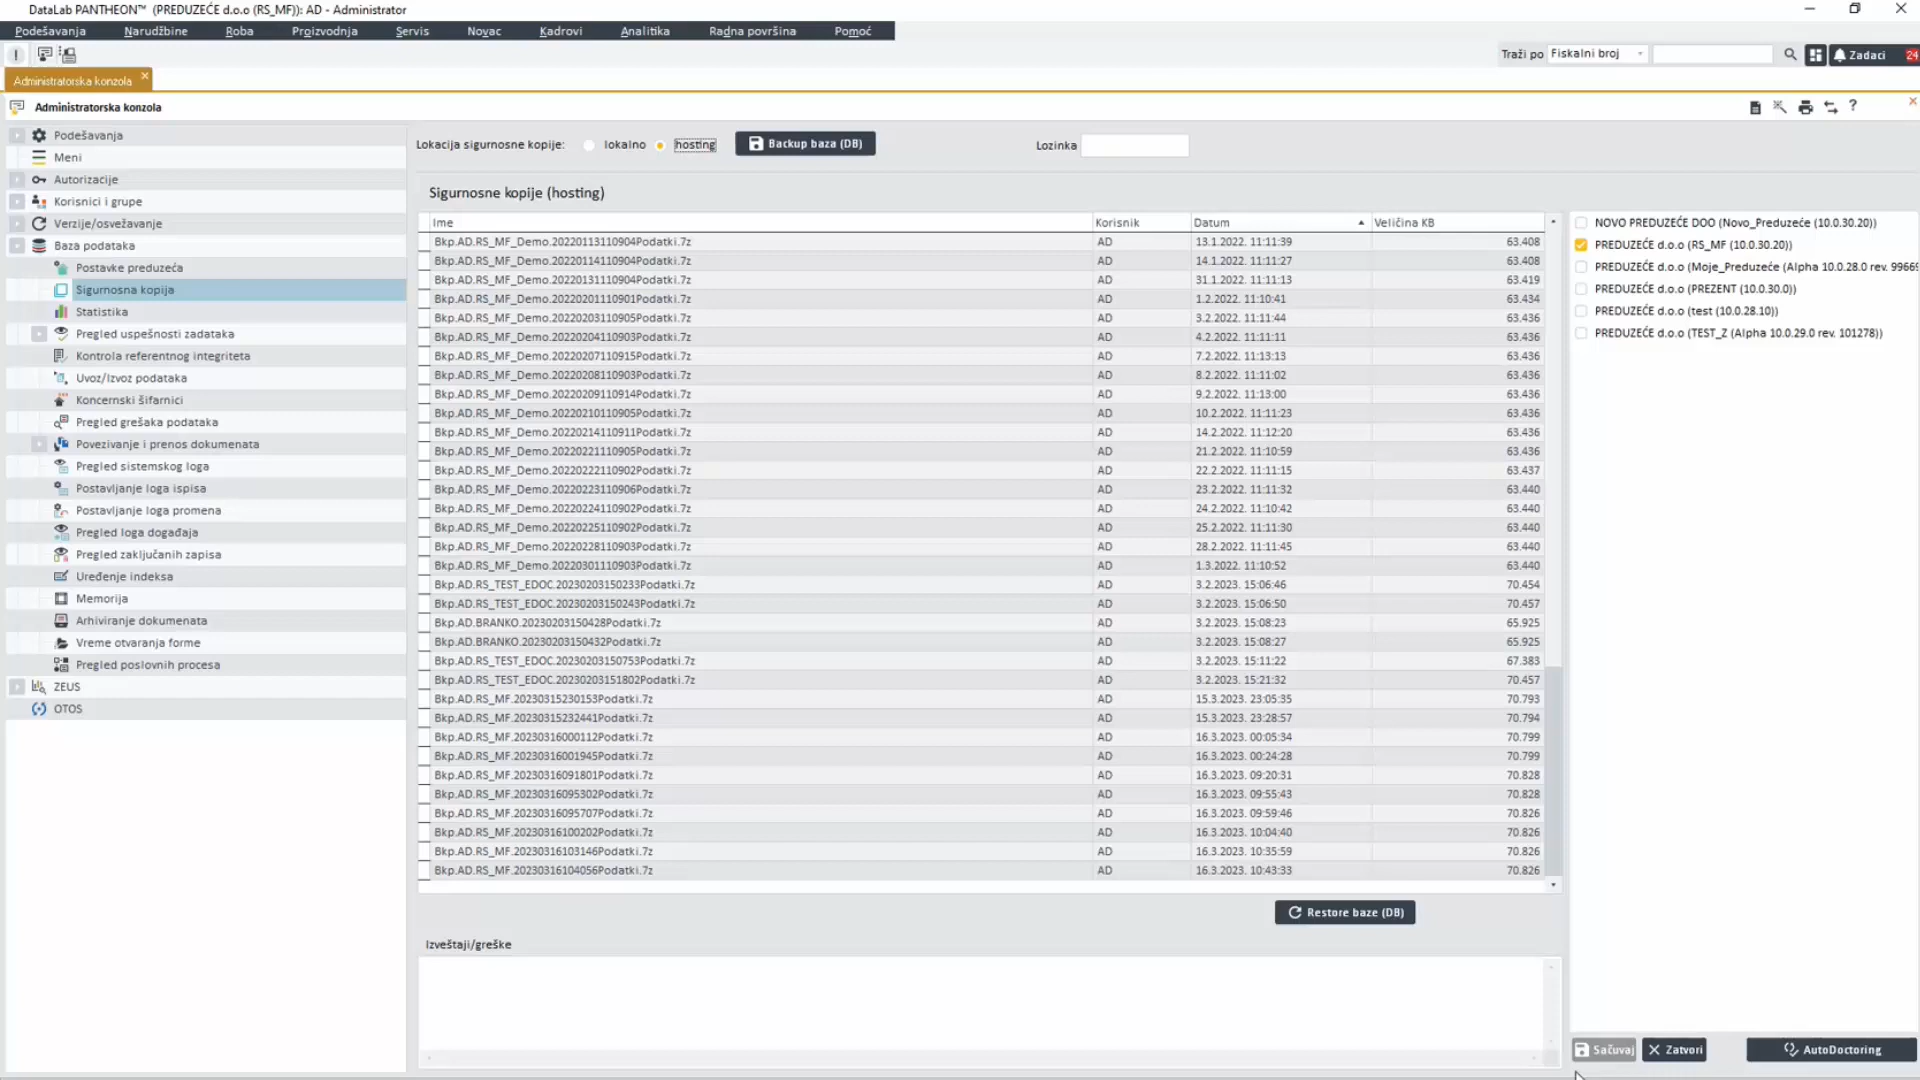 DataLab PANTHEON™ (PREDUZEĆE d.o.o (RS_MF)): AD - Administrator
Podešavanja Narudžbine Roba Proizvodnja Servis Novac Kadrovi Analitika Radna površina Pomoć
Traži po Fiskalni broj Zadaci 24
Administratorska konzola
Administratorska konzola
Podešavanja
Meni
Autorizacije
Korisnici i grupe
Verzije/osvežavanje
Baza podataka
Postavke preduzeća
Sigurnosna kopija
Statistika
Pregled uspešnosti zadataka
Kontrola referentnog integriteta
Uvoz/Izvoz podataka
Koncernski šifarnici
Pregled grešaka podataka
Povezivanje i prenos dokumenata
Pregled sistemskog loga
Postavljanje loga ispisa
Postavljanje loga promena
Pregled loga događaja
Pregled zaključanih zapisa
Uređenje indeksa
Memorija
Arhiviranje dokumenata
Vreme otvaranja forme
Pregled poslovnih procesa
ZEUS
OTOS
Lokacija sigurnosne kopije: lokalno hosting Backup baza (DB) Lozinka
Sigurnosne kopije (hosting)
Ime Korisnik Datum Veličina KB
Bkp.AD.RS_MF_Demo.20220113110904Podatki.7z AD 13.1.2022. 11:11:39 63.408
Bkp.AD.RS_MF_Demo.20220114110904Podatki.7z AD 14.1.2022. 11:11:27 63.408
Bkp.AD.RS_MF_Demo.20220131110904Podatki.7z AD 31.1.2022. 11:11:13 63.419
Bkp.AD.RS_MF_Demo.20220201110901Podatki.7z AD 1.2.2022. 11:10:41 63.434
Bkp.AD.RS_MF_Demo.20220203110905Podatki.7z AD 3.2.2022. 11:11:44 63.436
Bkp.AD.RS_MF_Demo.20220204110903Podatki.7z AD 4.2.2022. 11:11:11 63.436
Bkp.AD.RS_MF_Demo.20220207110915Podatki.7z AD 7.2.2022. 11:13:13 63.436
Bkp.AD.RS_MF_Demo.20220208110903Podatki.7z AD 8.2.2022. 11:11:02 63.436
Bkp.AD.RS_MF_Demo.20220209110914Podatki.7z AD 9.2.2022. 11:13:00 63.436
Bkp.AD.RS_MF_Demo.20220210110905Podatki.7z AD 10.2.2022. 11:11:23 63.436
Bkp.AD.RS_MF_Demo.20220214110911Podatki.7z AD 14.2.2022. 11:12:20 63.436
Bkp.AD.RS_MF_Demo.20220221110905Podatki.7z AD 21.2.2022. 11:10:59 63.436
Bkp.AD.RS_MF_Demo.20220222110902Podatki.7z AD 22.2.2022. 11:11:15 63.437
Bkp.AD.RS_MF_Demo.20220223110906Podatki.7z AD 23.2.2022. 11:11:32 63.440
Bkp.AD.RS_MF_Demo.20220224110902Podatki.7z AD 24.2.2022. 11:10:42 63.440
Bkp.AD.RS_MF_Demo.20220225110902Podatki.7z AD 25.2.2022. 11:11:30 63.440
Bkp.AD.RS_MF_Demo.20220228110903Podatki.7z AD 28.2.2022. 11:11:45 63.440
Bkp.AD.RS_MF_Demo.20220301110903Podatki.7z AD 1.3.2022. 11:10:52 63.440
Bkp.AD.RS_TEST_EDOC.20230203150233Podatki.7z AD 3.2.2023. 15:06:46 70.454
Bkp.AD.RS_TEST_EDOC.20230203150243Podatki.7z AD 3.2.2023. 15:06:50 70.457
Bkp.AD.BRANKO.20230203150428Podatki.7z AD 3.2.2023. 15:08:23 65.925
Bkp.AD.BRANKO.20230203150432Podatki.7z AD 3.2.2023. 15:08:27 65.925
Bkp.AD.RS_TEST_EDOC.20230203150753Podatki.7z AD 3.2.2023. 15:11:22 67.383
Bkp.AD.RS_TEST_EDOC.20230203151802Podatki.7z AD 3.2.2023. 15:21:32 70.457
Bkp.AD.RS_MF.20230315230153Podatki.7z AD 15.3.2023. 23:05:35 70.793
Bkp.AD.RS_MF.20230315232441Podatki.7z AD 15.3.2023. 23:28:57 70.794
Bkp.AD.RS_MF.20230316000112Podatki.7z AD 16.3.2023. 00:05:34 70.799
Bkp.AD.RS_MF.20230316001945Podatki.7z AD 16.3.2023. 00:24:28 70.799
Bkp.AD.RS_MF.20230316091801Podatki.7z AD 16.3.2023. 09:20:31 70.828
Bkp.AD.RS_MF.20230316095302Podatki.7z AD 16.3.2023. 09:55:43 70.828
Bkp.AD.RS_MF.20230316095707Podatki.7z AD 16.3.2023. 09:59:46 70.826
Bkp.AD.RS_MF.20230316100202Podatki.7z AD 16.3.2023. 10:04:40 70.826
Bkp.AD.RS_MF.20230316103146Podatki.7z AD 16.3.2023. 10:35:59 70.826
Bkp.AD.RS_MF.20230316104056Podatki.7z AD 16.3.2023. 10:43:33 70.826
Restore baze (DB)
Izveštaji/greške
NOVO PREDUZEĆE DOO (Novo_Preduzeće (10.0.30.20))
PREDUZEĆE d.o.o (RS_MF (10.0.30.20))
PREDUZEĆE d.o.o (Moje_Preduzeće (Alpha 10.0.28.0 rev. 9966
PREDUZEĆE d.o.o (PREZENT (10.0.30.0))
PREDUZEĆE d.o.o (test (10.0.28.10))
PREDUZEĆE d.o.o (TEST_Z (Alpha 10.0.29.0 rev. 101278))
Sačuvaj Zatvori AutoDoctoring